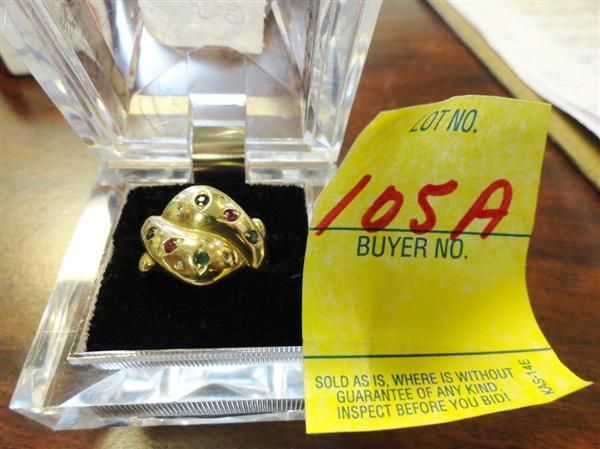 LOT NO.
105A
BUYER NO.
SOLD AS IS, WHERE IS WITHOUT
GUARANTEE OF ANY KIND.
INSPECT BEFORE YOU BID!
KAS-14E